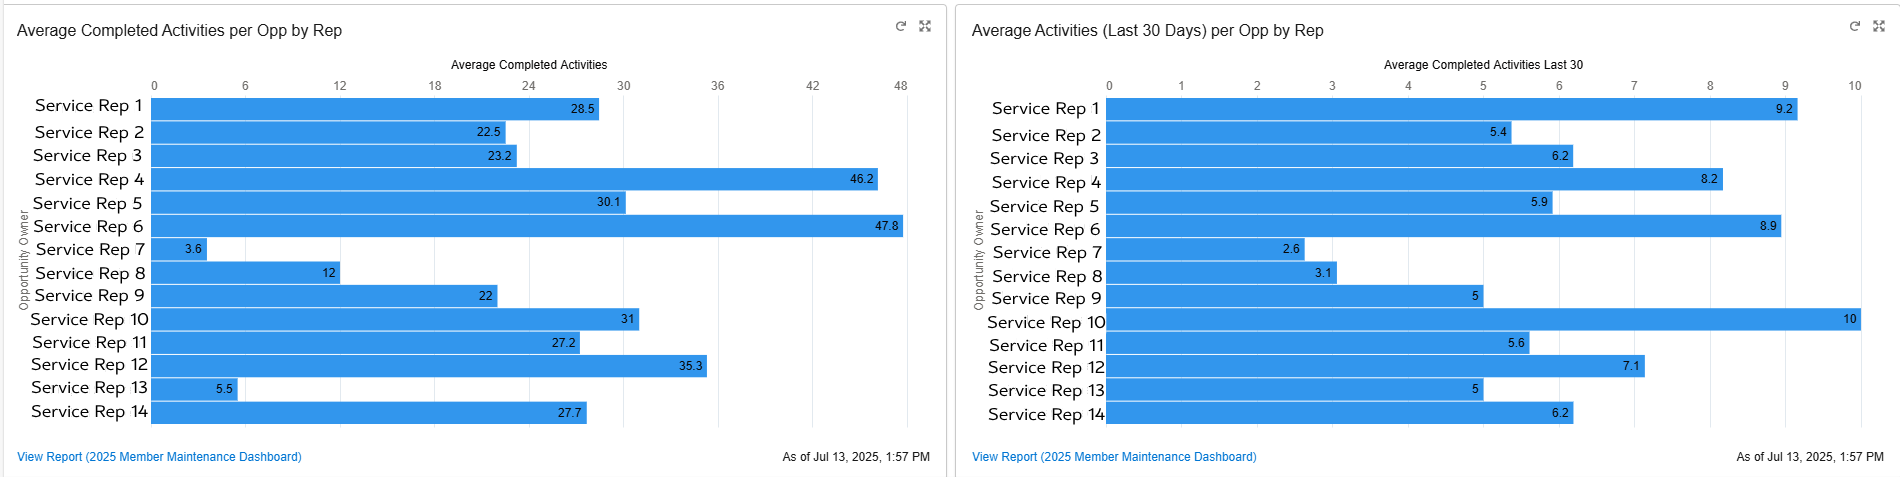 Average Completed Activities per Opp by Rep
Average Completed Activities
0 6 12 18 24 30 36 42 48
Opportunity Owner
Service Rep 1 28.5
Service Rep 2 22.5
Service Rep 3 23.2
Service Rep 4 46.2
Service Rep 5 30.1
Service Rep 6 47.8
Service Rep 7 3.6
Service Rep 8 12
Service Rep 9 22
Service Rep 10 31
Service Rep 11 27.2
Service Rep 12 35.3
Service Rep 13 5.5
Service Rep 14 27.7
View Report (2025 Member Maintenance Dashboard)
As of Jul 13, 2025, 1:57 PM
Average Activities (Last 30 Days) per Opp by Rep
Average Completed Activities Last 30
0 1 2 3 4 5 6 7 8 9 10
Opportunity Owner
Service Rep 1 9.2
Service Rep 2 5.4
Service Rep 3 6.2
Service Rep 4 8.2
Service Rep 5 5.9
Service Rep 6 8.9
Service Rep 7 2.6
Service Rep 8 3.1
Service Rep 9 5
Service Rep 10 10
Service Rep 11 5.6
Service Rep 12 7.1
Service Rep 13 5
Service Rep 14 6.2
View Report (2025 Member Maintenance Dashboard)
As of Jul 13, 2025, 1:57 PM